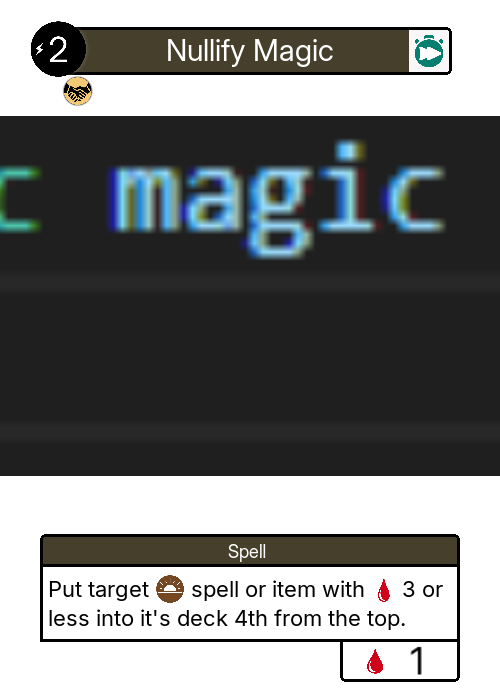 2
Nullify Magic
c magic
Spell
Put target spell or item with 3 or
less into it's deck 4th from the top.
1